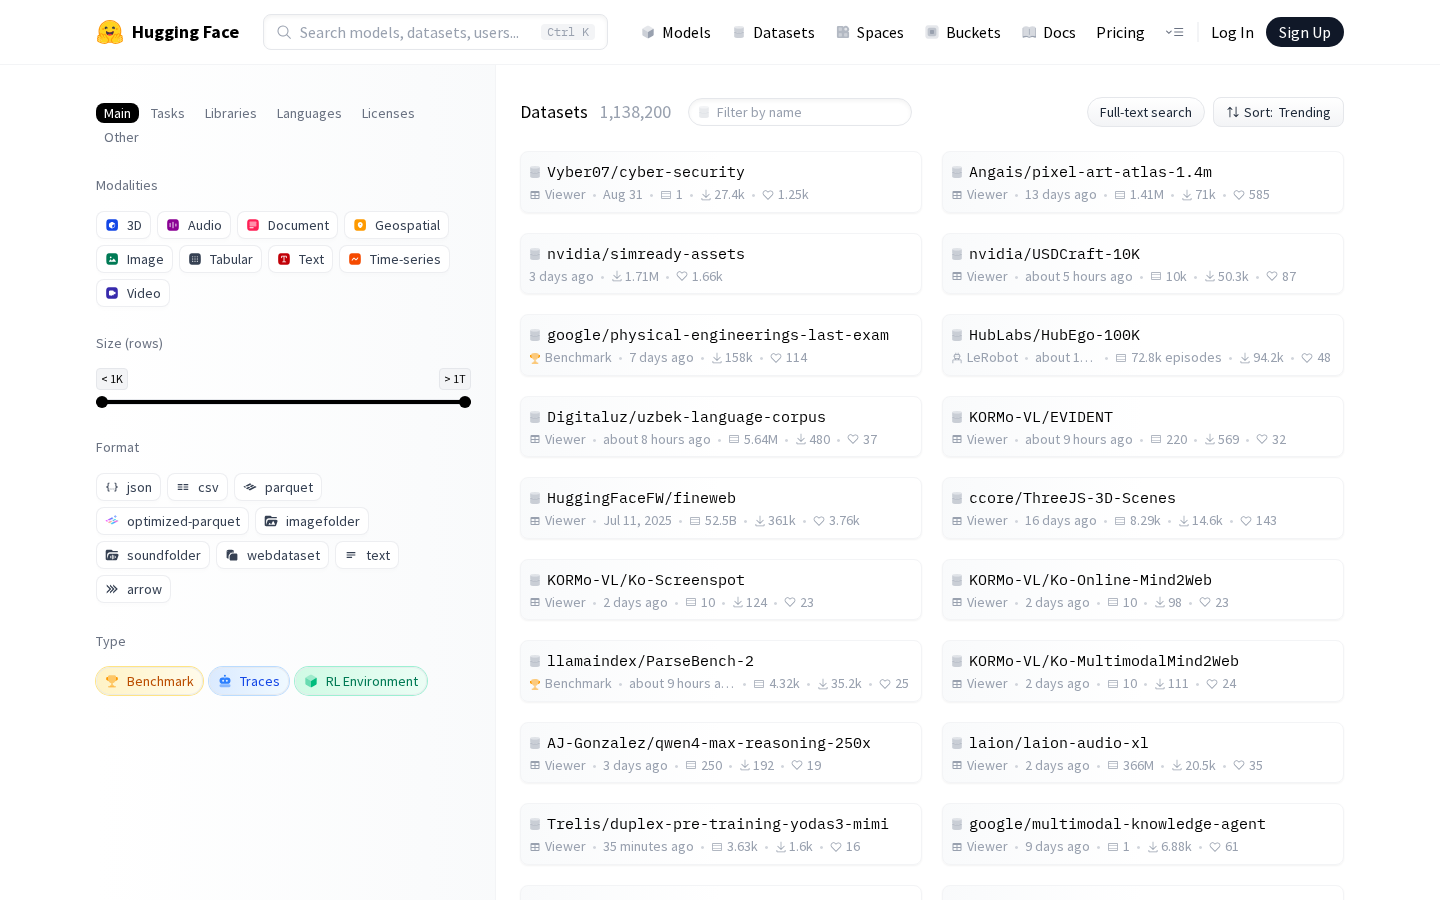 Hugging Face
Search models, datasets, users...
Ctrl K
Models
Datasets
Spaces
Buckets
Docs
Pricing
Log In
Sign Up
Main Tasks Libraries Languages Licenses
Other
Modalities
3D Audio Document Geospatial
Image Tabular Text Time-series
Video
Size (rows)
< 1K > 1T
Format
json csv parquet
optimized-parquet imagefolder
soundfolder webdataset text
arrow
Type
Benchmark Traces RL Environment
Datasets 1,138,200
Filter by name
Full-text search
Sort: Trending
Vyber07/cyber-security
Viewer • Aug 31 • 1 • 27.4k • 1.25k
Angais/pixel-art-atlas-1.4m
Viewer • 13 days ago • 1.41M • 71k • 585
nvidia/simready-assets
3 days ago • 1.71M • 1.66k
nvidia/USDCraft-10K
Viewer • about 5 hours ago • 10k • 50.3k • 87
google/physical-engineerings-last-exam
Benchmark • 7 days ago • 158k • 114
HubLabs/HubEgo-100K
LeRobot • about 1… • 72.8k episodes • 94.2k • 48
Digitaluz/uzbek-language-corpus
Viewer • about 8 hours ago • 5.64M • 480 • 37
KORMo-VL/EVIDENT
Viewer • about 9 hours ago • 220 • 569 • 32
HuggingFaceFW/fineweb
Viewer • Jul 11, 2025 • 52.5B • 361k • 3.76k
ccore/ThreeJS-3D-Scenes
Viewer • 16 days ago • 8.29k • 14.6k • 143
KORMo-VL/Ko-Screenspot
Viewer • 2 days ago • 10 • 124 • 23
KORMo-VL/Ko-Online-Mind2Web
Viewer • 2 days ago • 10 • 98 • 23
llamaindex/ParseBench-2
Benchmark • about 9 hours a… • 4.32k • 35.2k • 25
KORMo-VL/Ko-MultimodalMind2Web
Viewer • 2 days ago • 10 • 111 • 24
AJ-Gonzalez/qwen4-max-reasoning-250x
Viewer • 3 days ago • 250 • 192 • 19
laion/laion-audio-xl
Viewer • 2 days ago • 366M • 20.5k • 35
Trelis/duplex-pre-training-yodas3-mimi
Viewer • 35 minutes ago • 3.63k • 1.6k • 16
google/multimodal-knowledge-agent
Viewer • 9 days ago • 1 • 6.88k • 61